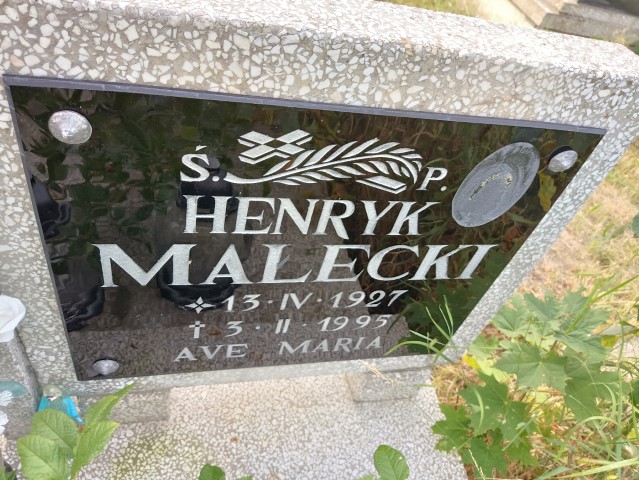 Ś. P.
HENRYK
MALECKI
13·IV·1927
3·II·1995
AVE MARIA